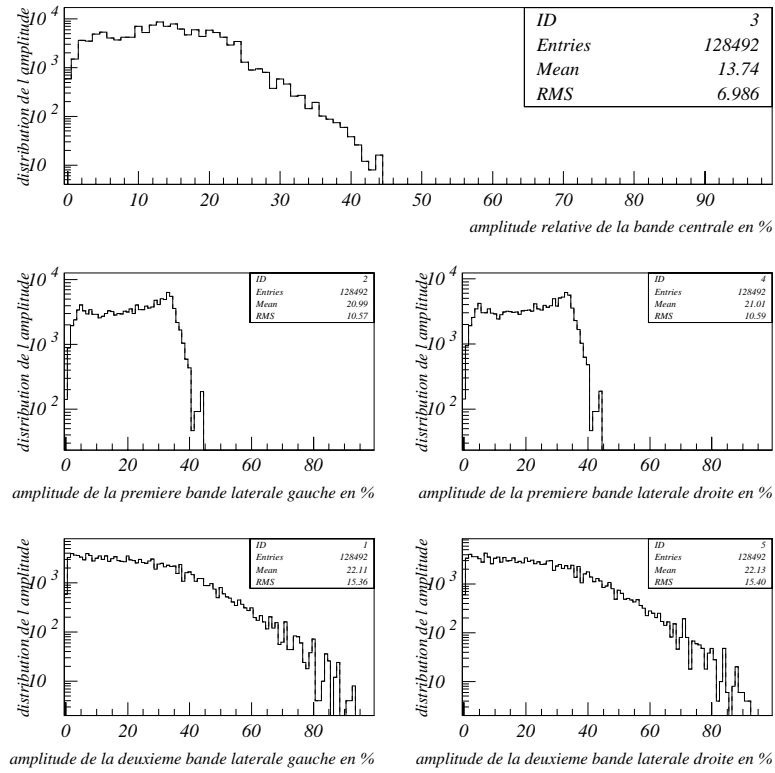 distribution de l amplitude
10 4
10 3
10 2
10
ID 3
Entries 128492
Mean 13.74
RMS 6.986
0 10 20 30 40 50 60 70 80 90
amplitude relative de la bande centrale en %
distribution de l amplitude
10 4
10 3
10 2
ID 2
Entries 128492
Mean 20.99
RMS 10.57
0 20 40 60 80
amplitude de la premiere bande laterale gauche en %
distribution de l amplitude
10 4
10 3
10 2
ID 4
Entries 128492
Mean 21.01
RMS 10.59
0 20 40 60 80
amplitude de la premiere bande laterale droite en %
distribution de l amplitude
10 3
10 2
10
ID 1
Entries 128492
Mean 22.11
RMS 15.36
0 20 40 60 80
amplitude de la deuxieme bande laterale gauche en %
distribution de l amplitude
10 3
10 2
10
ID 5
Entries 128492
Mean 22.13
RMS 15.40
0 20 40 60 80
amplitude de la deuxieme bande laterale droite en %